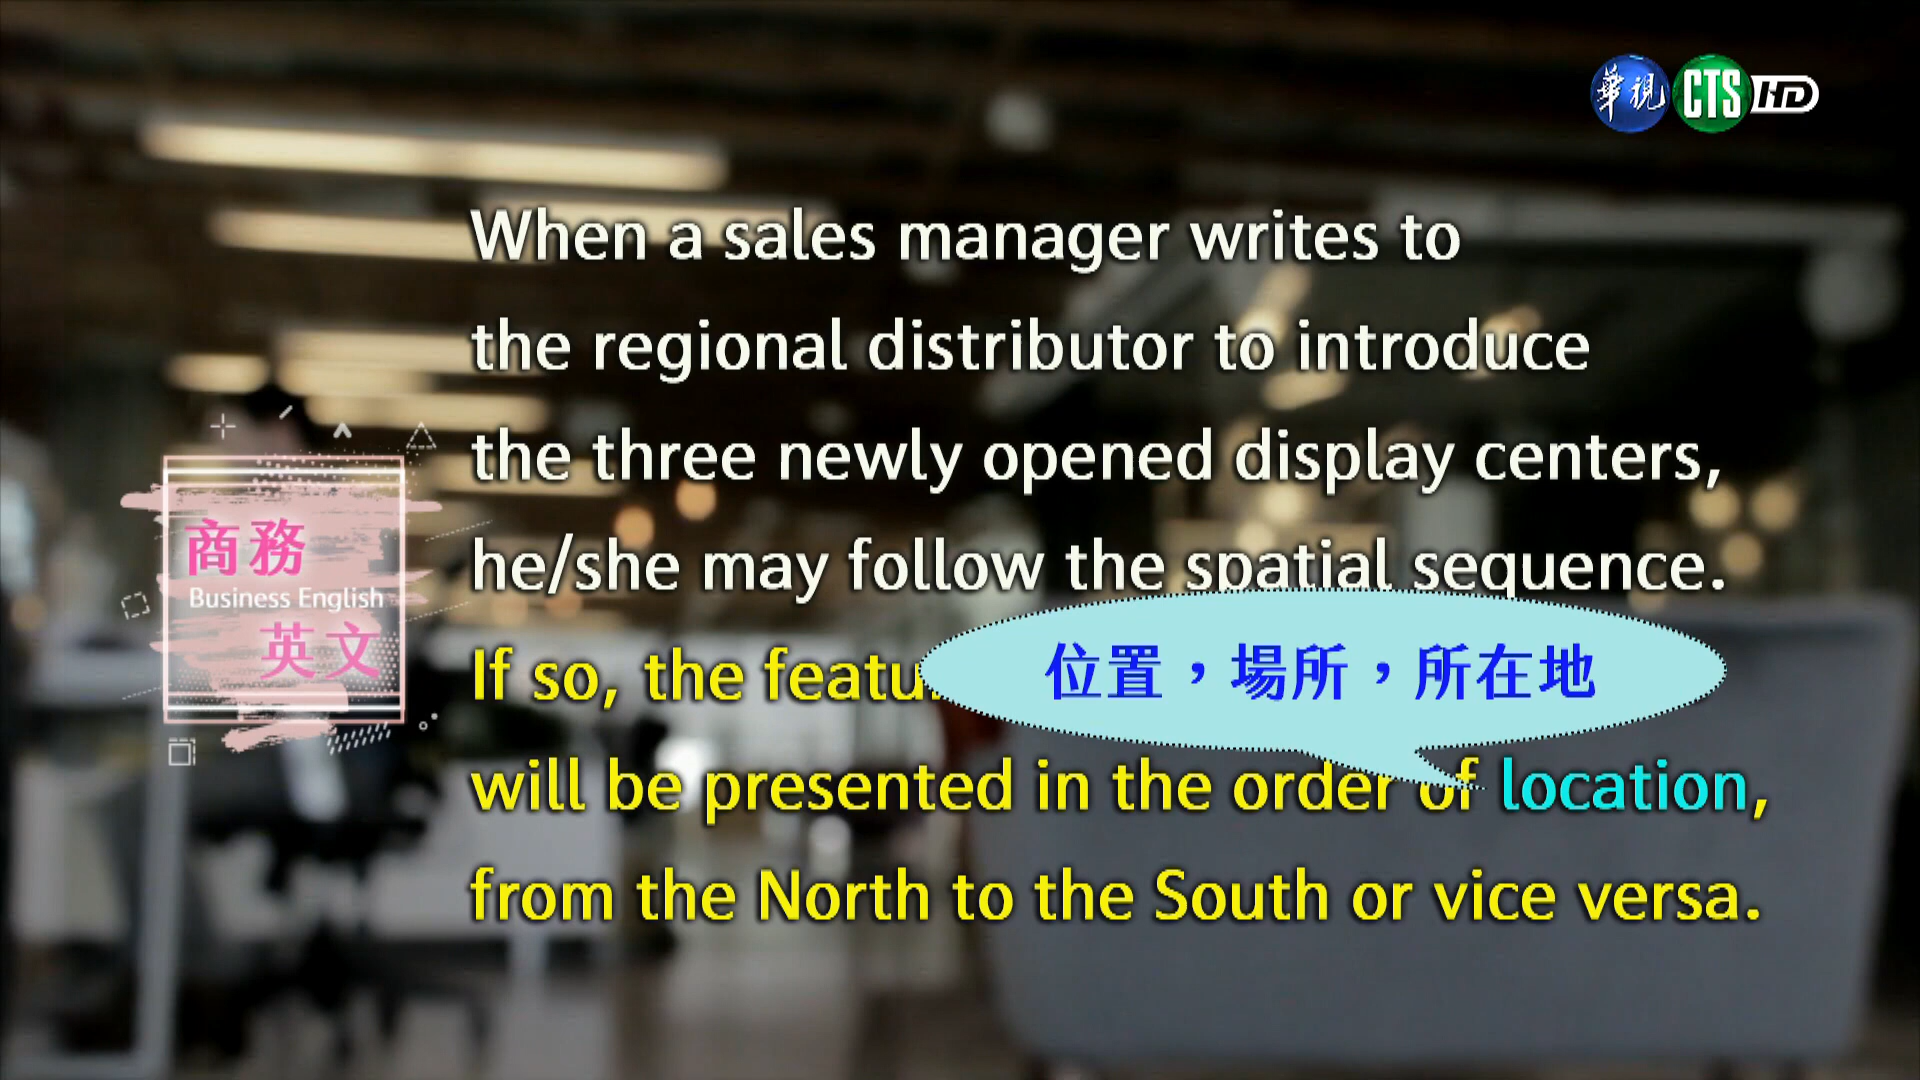 華視 CTS HD
When a sales manager writes to
the regional distributor to introduce
the three newly opened display centers,
he/she may follow the spatial sequence.
If so, the
位置，場所，所在地
will be presented in the order of location,
from the North to the South or vice versa.
商務
Business English
英文